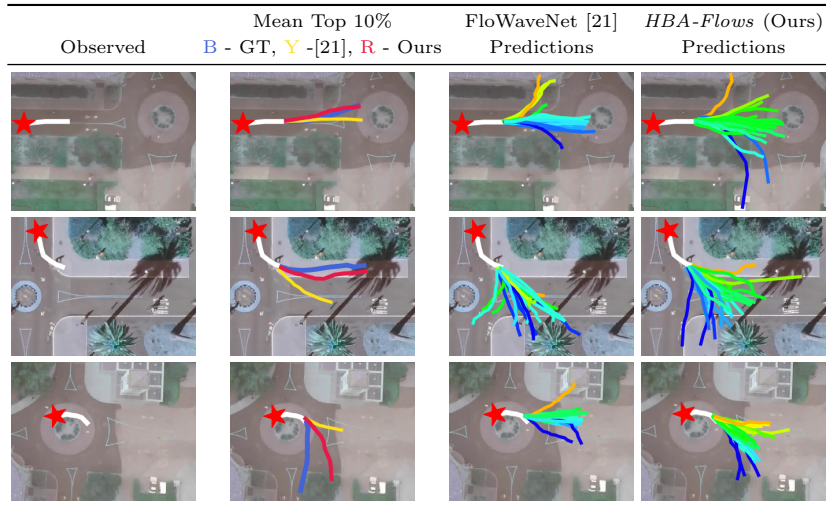 Observed
Mean Top 10%
B - GT, Y -[21], R - Ours
FloWaveNet [21]
Predictions
HBA-Flows (Ours)
Predictions